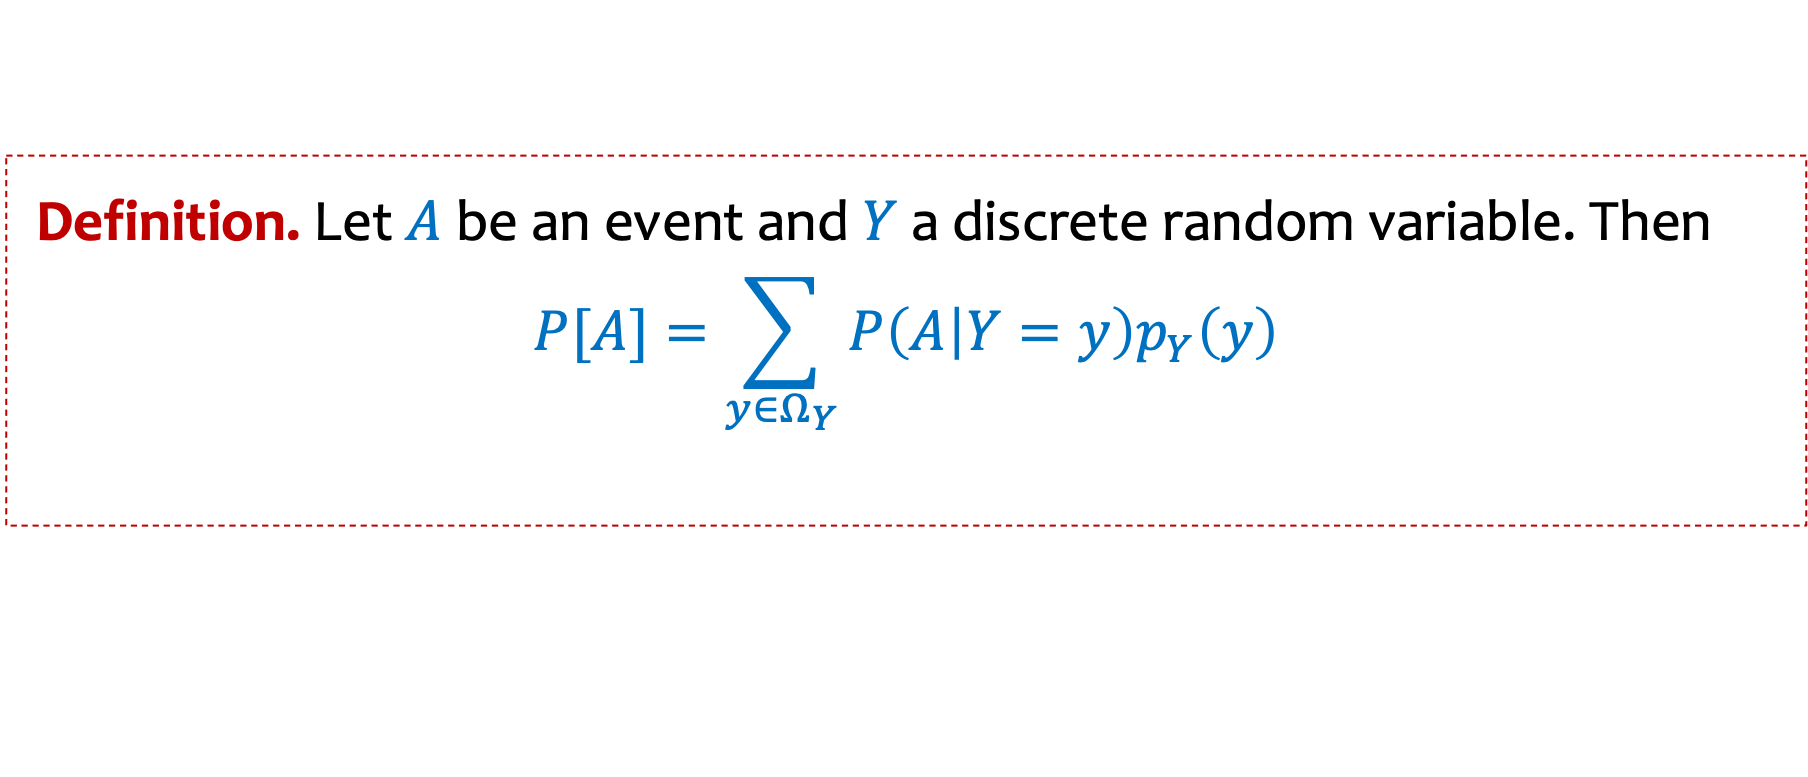 Definition. Let A be an event and Y a discrete random variable. Then
P[A] = ∑_{y∈Ω_Y} P(A|Y = y)p_Y(y)